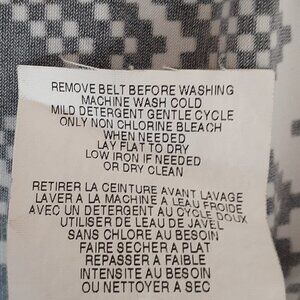 REMOVE BELT BEFORE WASHING
MACHINE WASH COLD
MILD DETERGENT GENTLE CYCLE
ONLY NON CHLORINE BLEACH
WHEN NEEDED
LAY FLAT TO DRY
LOW IRON IF NEEDED
OR DRY CLEAN
RETIRER LA CEINTURE AVANT LAVAGE
LAVER A LA MACHINE A LEAU FROIDE
AVEC UN DETERGENT AU CYCLE DOUX
UTILISER DE LEAU DE JAVEL
SANS CHLORE AU BESOIN
FAIRE SECHER A PLAT
REPASSER A FAIBLE
INTENSITE AU BESOIN
OU NETTOYER A SEC